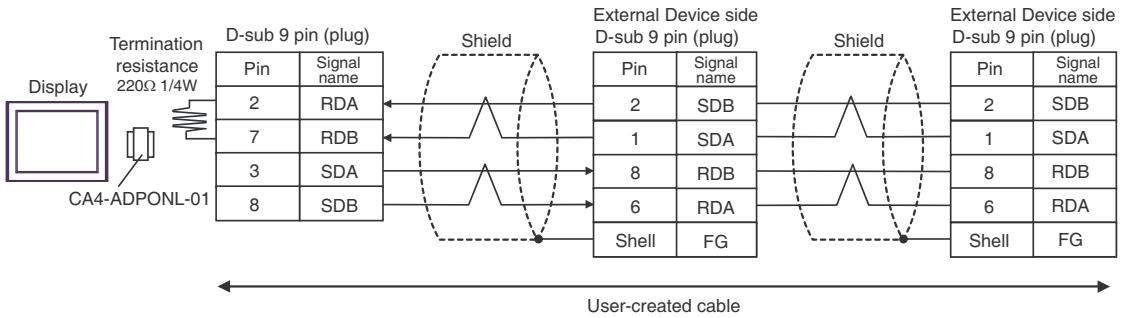 Display
CA4-ADPONL-01
Termination
resistance
220Ω 1/4W
D-sub 9 pin (plug)
Pin Signal name
2 RDA
7 RDB
3 SDA
8 SDB
Shield
External Device side
D-sub 9 pin (plug)
Pin Signal name
2 SDB
1 SDA
8 RDB
6 RDA
Shell FG
Shield
External Device side
D-sub 9 pin (plug)
Pin Signal name
2 SDB
1 SDA
8 RDB
6 RDA
Shell FG
User-created cable